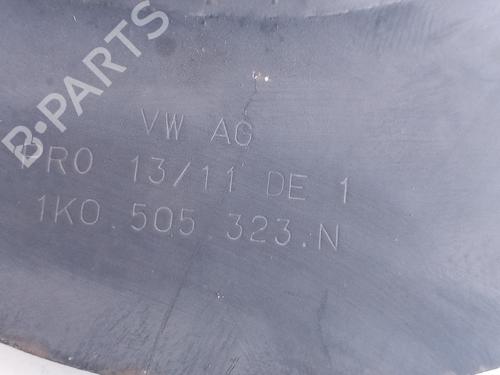 B-PARTS
VW AG
PRO 13/11 DE 1
1K0.505 323.N